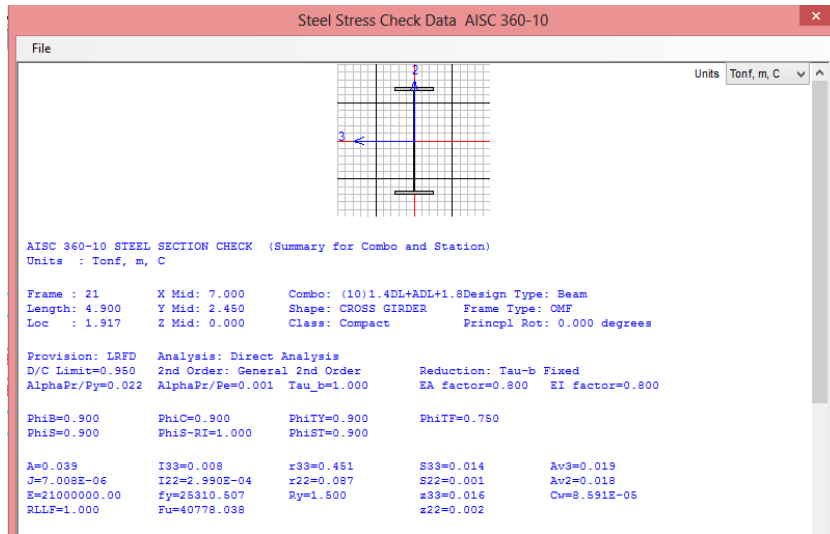 Steel Stress Check Data AISC 360-10
×
File
Units Tonf, m, C
2
3
AISC 360-10 STEEL SECTION CHECK (Summary for Combo and Station)
Units : Tonf, m, C
Frame : 21 X Mid: 7.000 Combo: (10)1.4DL+ADL+1.8Design Type: Beam
Length: 4.900 Y Mid: 2.450 Shape: CROSS GIRDER Frame Type: OMF
Loc : 1.917 Z Mid: 0.000 Class: Compact Princpl Rot: 0.000 degrees
Provision: LRFD Analysis: Direct Analysis
D/C Limit=0.950 2nd Order: General 2nd Order Reduction: Tau-b Fixed
AlphaPr/Py=0.022 AlphaPr/Pe=0.001 Tau_b=1.000 EA factor=0.800 EI factor=0.800
PhiB=0.900 PhiC=0.900 PhiTY=0.900 PhiTF=0.750
PhiS=0.900 PhiS-RI=1.000 PhiST=0.900
A=0.039 I33=0.008 r33=0.451 S33=0.014 Av3=0.019
J=7.008E-06 I22=2.990E-04 r22=0.087 S22=0.001 Av2=0.018
E=21000000.00 fy=25310.507 Ry=1.500 z33=0.016 Cw=8.591E-05
RLLF=1.000 Fu=40778.038 z22=0.002